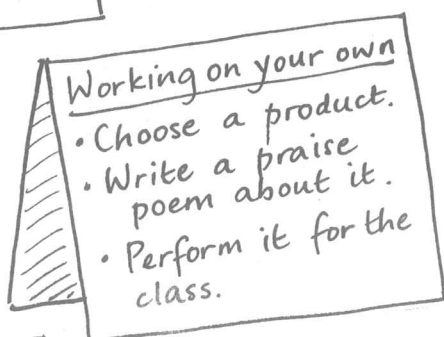 Working on your own
• Choose a product.
• Write a praise
poem about it.
• Perform it for the
class.